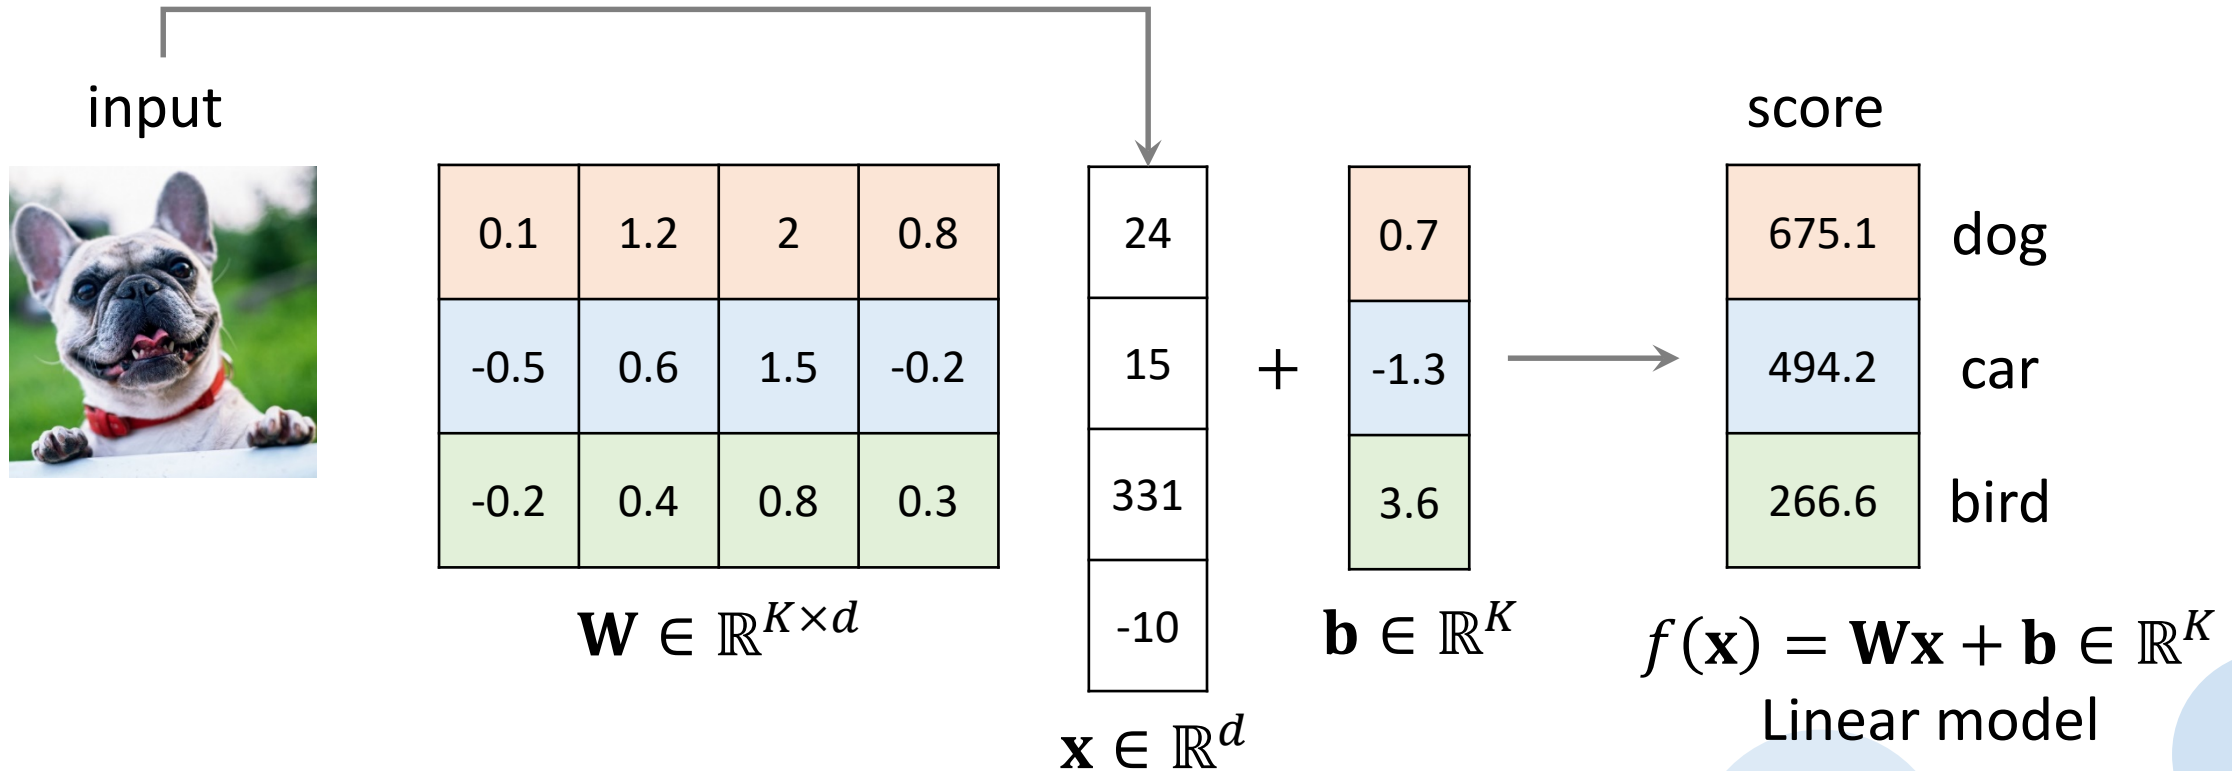 input
score
0.1 1.2 2 0.8
-0.5 0.6 1.5 -0.2
-0.2 0.4 0.8 0.3
𝐖 ∈ ℝ^{K×d}
24
15
331
-10
𝐱 ∈ ℝ^d
+
0.7
-1.3
3.6
𝐛 ∈ ℝ^K
675.1 dog
494.2 car
266.6 bird
f(𝐱) = 𝐖𝐱 + 𝐛 ∈ ℝ^K
Linear model